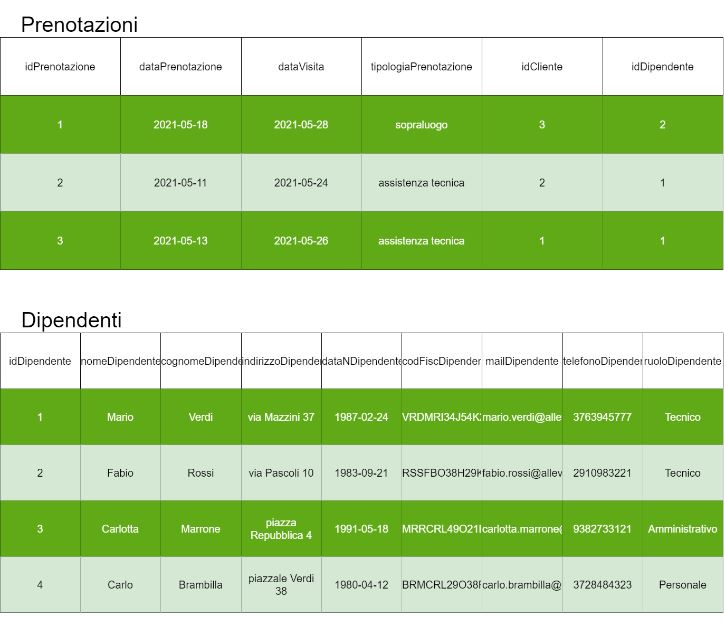 Prenotazioni
idPrenotazione dataPrenotazione dataVisita tipologiaPrenotazione idCliente idDipendente
1 2021-05-18 2021-05-28 sopraluogo 3 2
2 2021-05-11 2021-05-24 assistenza tecnica 2 1
3 2021-05-13 2021-05-26 assistenza tecnica 1 1
Dipendenti
idDipendente nomeDipendente cognomeDipende indirizzoDipender dataNDipendente codFiscDipender mailDipendente telefonoDipender ruoloDipendente
1 Mario Verdi via Mazzini 37 1987-02-24 VRDMRI34J54K mario.verdi@alle 3763945777 Tecnico
2 Fabio Rossi via Pascoli 10 1983-09-21 RSSFBO38H29K fabio.rossi@allev 2910983221 Tecnico
3 Carlotta Marrone piazza Repubblica 4 1991-05-18 MRRCRL49O21 carlotta.marrone@ 9382733121 Amministrativo
4 Carlo Brambilla piazzale Verdi 38 1980-04-12 BRMCRL29O38 carlo.brambilla@ 3728484323 Personale